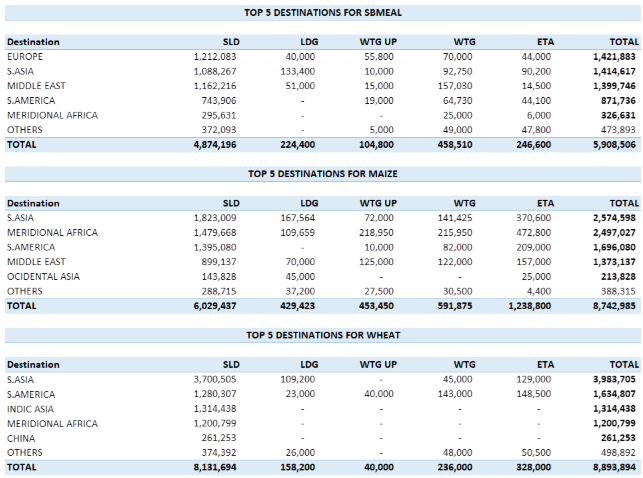 TOP 5 DESTINATIONS FOR SBMEAL
Destination SLD LDG WTG UP WTG ETA TOTAL
EUROPE 1,212,083 40,000 55,800 70,000 44,000 1,421,883
S.ASIA 1,088,267 133,400 10,000 92,750 90,200 1,414,617
MIDDLE EAST 1,162,216 51,000 15,000 157,030 14,500 1,399,746
S.AMERICA 743,906 - 19,000 64,730 44,100 871,736
MERIDIONAL AFRICA 295,631 - - 25,000 6,000 326,631
OTHERS 372,093 5,000 49,000 47,800 473,893
TOTAL 4,874,196 224,400 104,800 458,510 246,600 5,908,506
TOP 5 DESTINATIONS FOR MAIZE
Destination SLD LDG WTG UP WTG ETA TOTAL
S.ASIA 1,823,009 167,564 72,000 141,425 370,600 2,574,598
MERIDIONAL AFRICA 1,479,668 109,659 218,950 215,950 472,800 2,497,027
S.AMERICA 1,395,080 - 10,000 82,000 209,000 1,696,080
MIDDLE EAST 899,137 70,000 125,000 122,000 157,000 1,373,137
OCIDENTAL ASIA 143,828 45,000 - - 25,000 213,828
OTHERS 288,715 37,200 27,500 30,500 4,400 388,315
TOTAL 6,029,437 429,423 453,450 591,875 1,238,800 8,742,985
TOP 5 DESTINATIONS FOR WHEAT
Destination SLD LDG WTG UP WTG ETA TOTAL
S.ASIA 3,700,505 109,200 - 45,000 129,000 3,983,705
S.AMERICA 1,280,307 23,000 40,000 143,000 148,500 1,634,807
INDIC ASIA 1,314,438 - - - - 1,314,438
MERIDIONAL AFRICA 1,200,799 - - - - 1,200,799
CHINA 261,253 - - - - 261,253
OTHERS 374,392 26,000 48,000 50,500 498,892
TOTAL 8,131,694 158,200 40,000 236,000 328,000 8,893,894